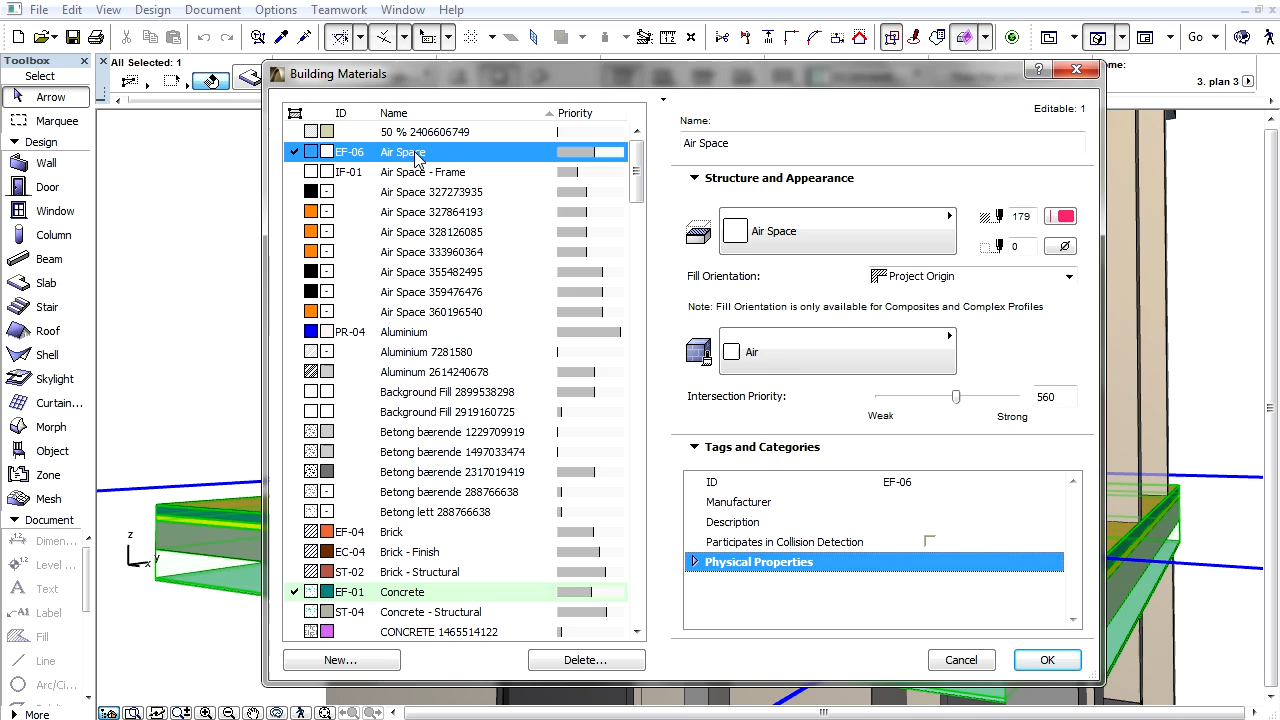 File Edit View Design Document Options Teamwork Window Help
Go
Toolbox
Select
Arrow
Marquee
Design
Wall
Door
Window
Column
Beam
Slab
Stair
Roof
Shell
Skylight
Curtain...
Morph
Object
Zone
Mesh
Document
Dimen...
Level ...
Text
Label
Fill
Line
Arc/Ci...
More
All Selected: 1
3. plan 3
z
y
x
Building Materials
ID Name Priority
50 % 2406606749
EF-06 Air Space
IF-01 Air Space - Frame
Air Space 327273935
Air Space 327864193
Air Space 328126085
Air Space 333960364
Air Space 355482495
Air Space 359476476
Air Space 360196540
PR-04 Aluminium
Aluminium 7281580
Aluminum 2614240678
Background Fill 2899538298
Background Fill 2919160725
Betong bærende 1229709919
Betong bærende 1497033474
Betong bærende 2317019419
Betong bærende 288766638
Betong lett 288766638
EF-04 Brick
EC-04 Brick - Finish
ST-02 Brick - Structural
EF-01 Concrete
ST-04 Concrete - Structural
CONCRETE 1465514122
New...
Delete...
Editable: 1
Name:
Air Space
Structure and Appearance
Air Space
179
0
Fill Orientation:
Project Origin
Note: Fill Orientation is only available for Composites and Complex Profiles
Air
Intersection Priority:
560
Weak
Strong
Tags and Categories
ID EF-06
Manufacturer
Description
Participates in Collision Detection
Physical Properties
Cancel
OK